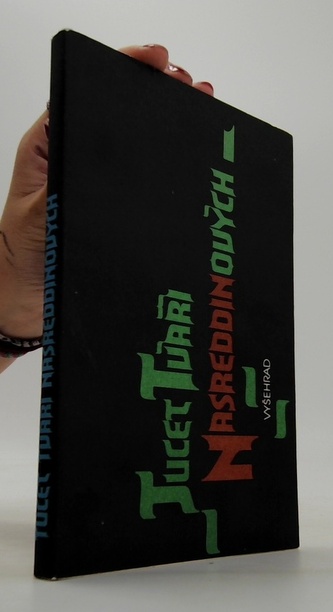 TUCET TVÁŘÍ NASREDDINOVÝCH
TUCET TVÁŘÍ
NASREDDINOVÝCH
VYŠEHRAD